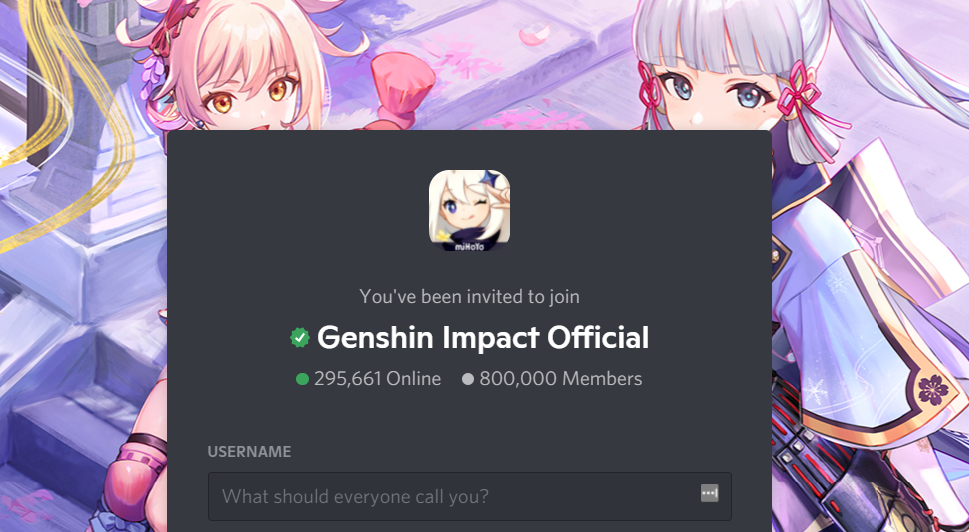 miHoYo
You've been invited to join
Genshin Impact Official
295,661 Online 800,000 Members
USERNAME
What should everyone call you?